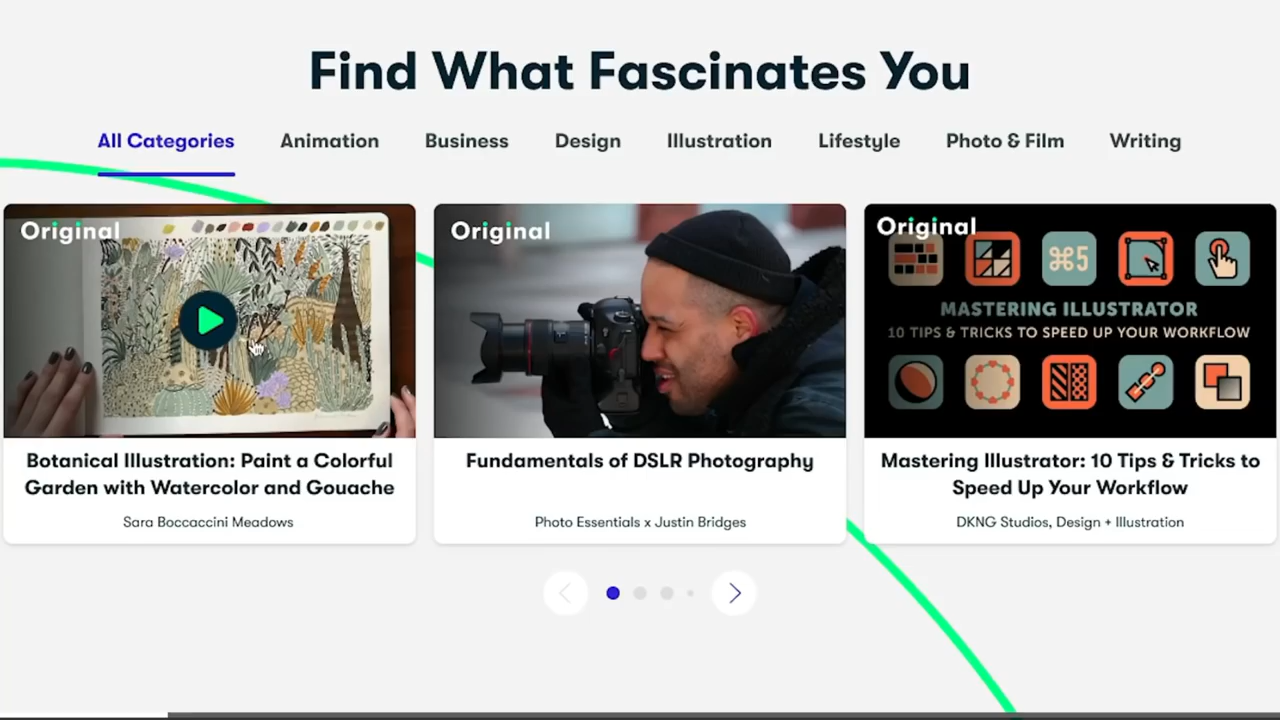 Find What Fascinates You
All Categories Animation Business Design Illustration Lifestyle Photo & Film Writing
Original
Original
Original
⌘5
MASTERING ILLUSTRATOR
10 TIPS & TRICKS TO SPEED UP YOUR WORKFLOW
Botanical Illustration: Paint a Colorful
Garden with Watercolor and Gouache
Sara Boccaccini Meadows
Fundamentals of DSLR Photography
Photo Essentials x Justin Bridges
Mastering Illustrator: 10 Tips & Tricks to
Speed Up Your Workflow
DKNG Studios, Design + Illustration